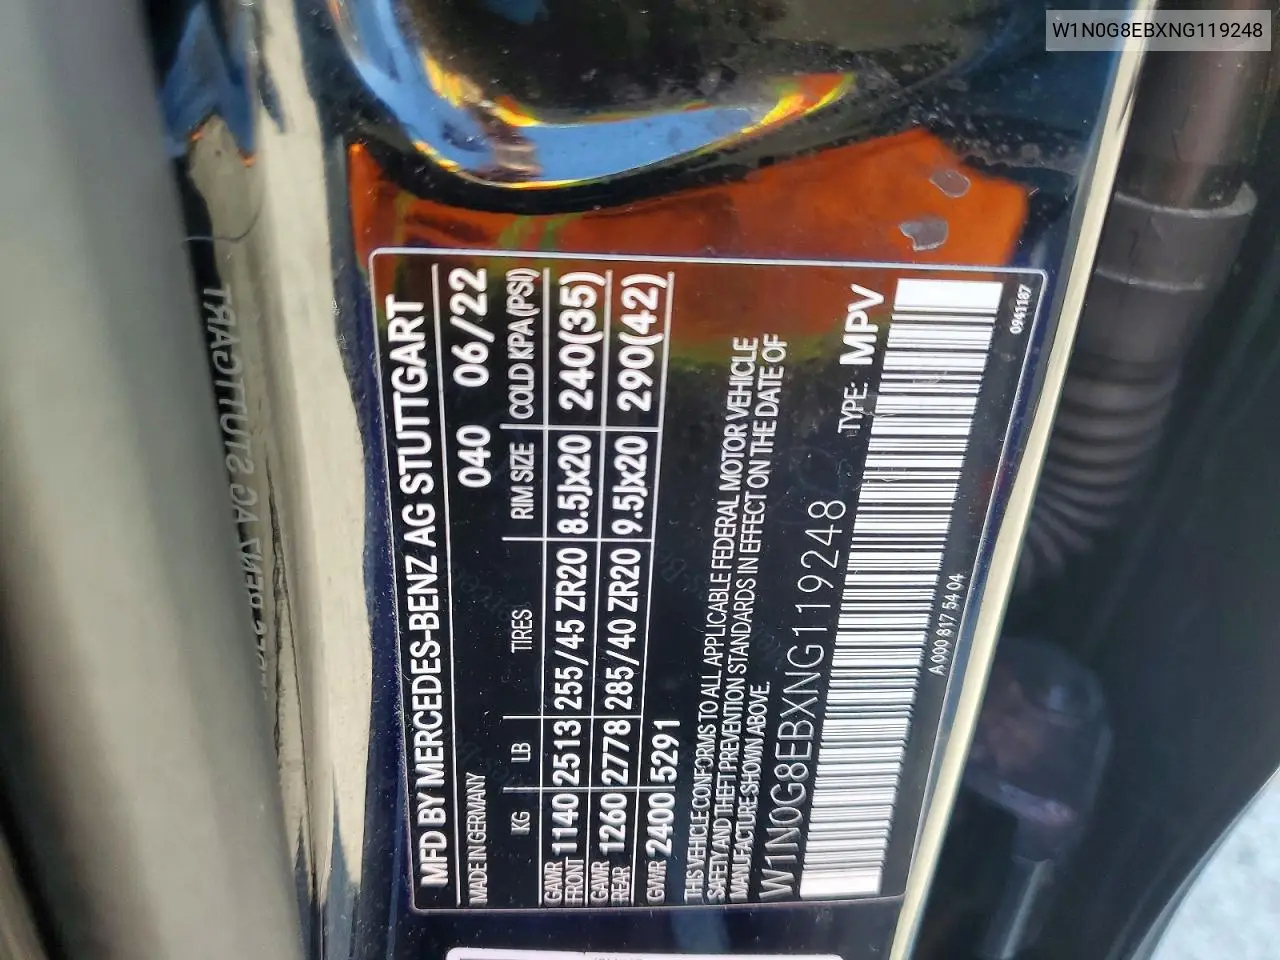 W1N0G8EBXNG119248
MFD BY MERCEDES-BENZ AG STUTTGART
MADE IN GERMANY 040 06/22
KG LB TIRES RIM SIZE COLD KPA(PSI)
GAWR FRONT 1140 2513 255/45 ZR20 8.5Jx20 240(35)
GAWR REAR 1260 2778 285/40 ZR20 9.5Jx20 290(42)
GVWR 2400 5291
THIS VEHICLE CONFORMS TO ALL APPLICABLE FEDERAL MOTOR VEHICLE
SAFETY AND THEFT PREVENTION STANDARDS IN EFFECT ON THE DATE OF
MANUFACTURE SHOWN ABOVE.
W1N0G8EBXNG119248 TYPE: MPV
A 000 817 54 04 0941187